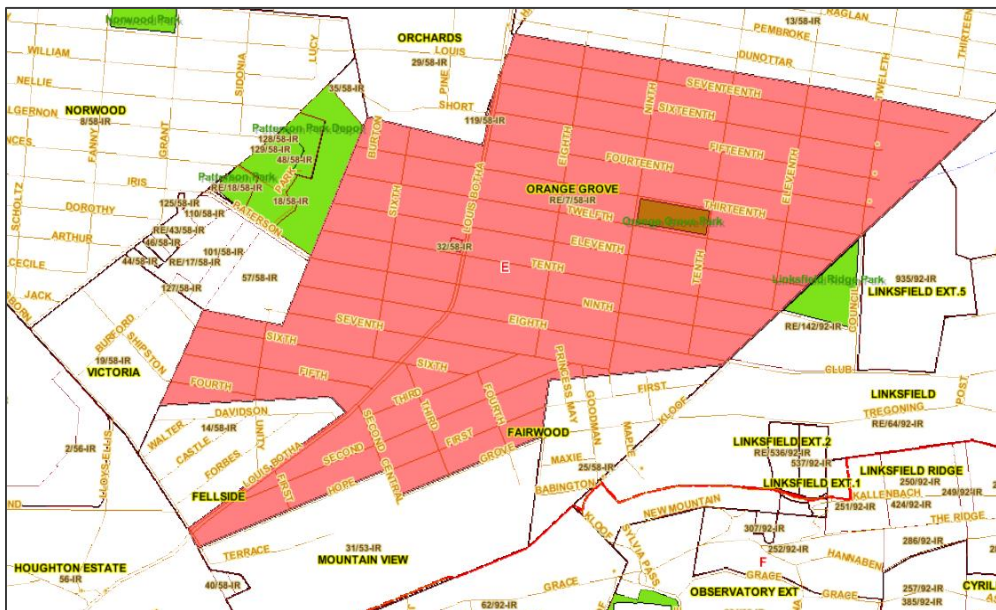 Norwood Park
RAGLAN
13/58-IR
PEMBROKE
THIRTEEN
WILLIAM
LUCY
ORCHARDS
LOUIS
29/58-IR
PINE
DUNOTTAR
TWELFTH
SIDONIA
NELLIE
35/58-IR
SHORT
NINTH
SEVENTEENTH
LGERNON
NORWOOD
8/58-IR
GRANT
119/58-IR
SIXTEENTH
NCES
FANNY
Patterson Park Depot
128/58-IR
129/58-IR
48/58-IR
BURTON
EIGHTH
FIFTEENTH
FOURTEENTH
ELEVENTH
SCHOLTZ
IRIS
Patterson Park
RE/18/58-IR
PARK
18/58-IR
SIXTH
LOUIS BOTHA
ORANGE GROVE
RE/7/58-IR
THIRTEENTH
DOROTHY
125/58-IR
110/58-IR
PATERSON
TWELFTH
Orange Grove Park
ARTHUR
RE/43/58-IR
46/58-IR
101/58-IR
32/58-IR
ELEVENTH
CECILE
44/58-IR
RE/17/58-IR
57/58-IR
E
TENTH
TENTH
Linksfield Ridge Park
935/92-IR
JACK
127/58-IR
LINKSFIELD EXT.5
SBORN
BURFORD
SHIPSTON
NINTH
COUNCIL
RE/142/92-IR
SEVENTH
EIGHTH
SIXTH
19/58-IR
VICTORIA
FIFTH
SIXTH
PRINCESS MAY
CLUB
FOURTH
THIRD
FOURTH
GOODMAN
FIRST
KLOOF
LINKSFIELD
POST
DAVIDSON
WALTER
14/58-IR
UNITY
SECOND
THIRD
TREGONING
RE/64/92-IR
CASTLE
FORBES
SECOND
FIRST
FAIRWOOD
MAPLE
2/56-IR
LOUIS BOTHA
CENTRAL
GROVE
MAXIE
25/58-IR
LINKSFIELD EXT.2
RE/536/92-IR
537/92-IR
LINKSFIELD RIDGE
250/92-IR
FELLSIDE
FIRST
HOPE
BABINGTON
LINKSFIELD EXT.1
KALLENBACH
249/92-IR
ND
NEW MOUNTAIN
251/92-IR
424/92-IR
KLOOF
SYLVIA PASS
307/92-IR
THE RIDGE
TERRACE
31/53-IR
252/92-IR
286/92-IR
HOUGHTON ESTATE
56-IR
MOUNTAIN VIEW
F
HANNABEN
40/58-IR
GRACE
GRACE
257/92-IR
CYRIL
62/92-IR
OBSERVATORY EXT
GRACE
385/92-IR